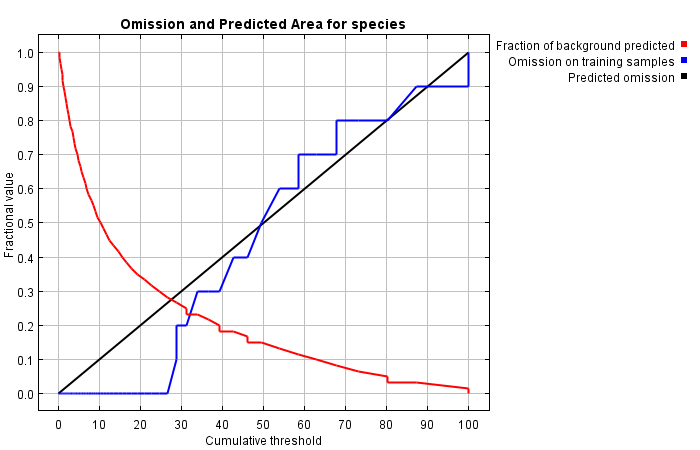 Omission and Predicted Area for species
Fraction of background predicted
Omission on training samples
Predicted omission
Fractional value
1.0
0.9
0.8
0.7
0.6
0.5
0.4
0.3
0.2
0.1
0.0
0 10 20 30 40 50 60 70 80 90 100
Cumulative threshold